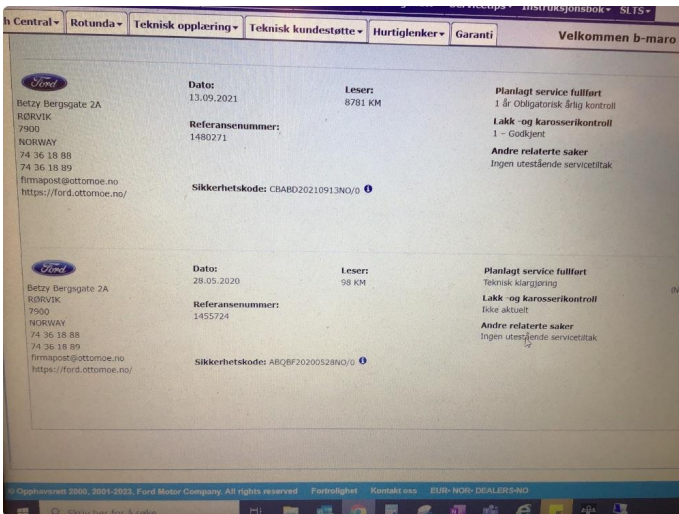 Instruksjonsbok SLTS
h Central Rotunda Teknisk opplæring Teknisk kundestøtte Hurtiglenker Garanti Velkommen b-maro
Ford
Betzy Bergsgate 2A
RØRVIK
7900
NORWAY
74 36 18 88
74 36 18 89
firmapost@ottomoe.no
https://ford.ottomoe.no/
Dato:
13.09.2021
Referansenummer:
1480271
Sikkerhetskode: CBABD20210913NO/0
Leser:
8781 KM
Planlagt service fullført
1 år Obligatorisk årlig kontroll
Lakk -og karosserikontroll
1 – Godkjent
Andre relaterte saker
Ingen utestående servicetiltak
Ford
Betzy Bergsgate 2A
RØRVIK
7900
NORWAY
74 36 18 88
74 36 18 89
firmapost@ottomoe.no
https://ford.ottomoe.no/
Dato:
28.05.2020
Referansenummer:
1455724
Sikkerhetskode: ABQBF20200528NO/0
Leser:
98 KM
Planlagt service fullført
Teknisk klargjøring
Lakk -og karosserikontroll
Ikke aktuelt
Andre relaterte saker
Ingen utestående servicetiltak
© Opphavsrett 2000, 2001-2023, Ford Motor Company. All rights reserved Fortrolighet Kontakt oss EUR- NOR- DEALERS-NO